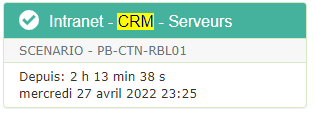 Intranet - CRM - Serveurs
SCENARIO - PB-CTN-RBL01
Depuis: 2 h 13 min 38 s
mercredi 27 avril 2022 23:25